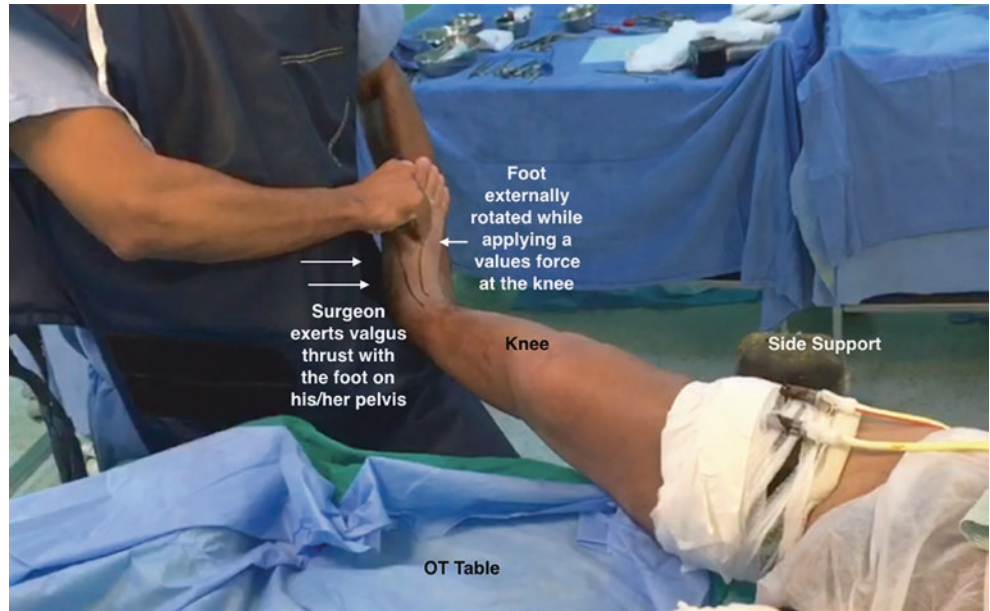 Foot
externally
rotated while
applying a
values force
at the knee
Surgeon
exerts valgus
thrust with
the foot on
his/her pelvis
Knee
Side Support
OT Table